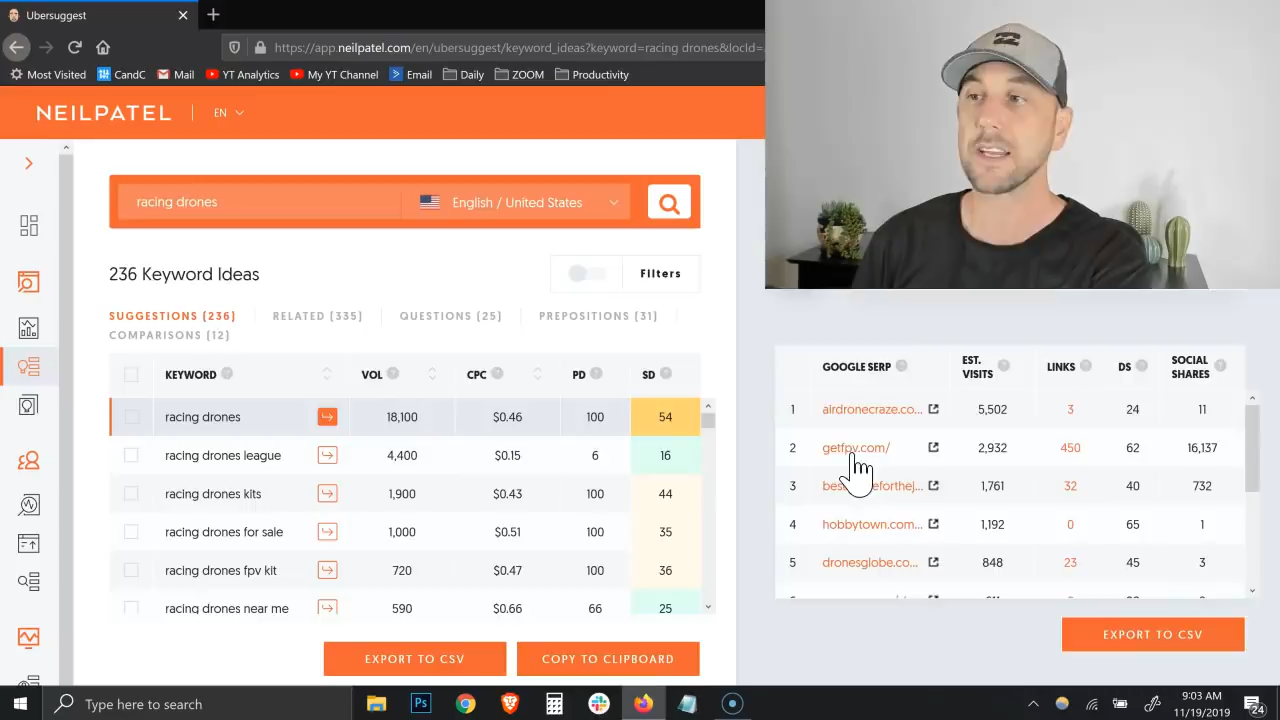 Ubersuggest
https://app.neilpatel.com/en/ubersuggest/keyword_ideas?keyword=racing drones&locId=
Most Visited CandC Mail YT Analytics My YT Channel Email Daily ZOOM Productivity
NEILPATEL EN
racing drones English / United States
236 Keyword Ideas Filters
SUGGESTIONS (236) RELATED (335) QUESTIONS (25) PREPOSITIONS (31)
COMPARISONS (12)
KEYWORD VOL CPC PD SD
racing drones 18,100 $0.46 100 54
racing drones league 4,400 $0.15 6 16
racing drones kits 1,900 $0.43 100 44
racing drones for sale 1,000 $0.51 100 35
racing drones fpv kit 720 $0.47 100 36
racing drones near me 590 $0.66 66 25
EXPORT TO CSV COPY TO CLIPBOARD
GOOGLE SERP EST. VISITS LINKS DS SOCIAL SHARES
1 airdronecraze.co... 5,502 3 24 11
2 getfpv.com/ 2,932 450 62 16,137
3 1,761 32 40 732
4 hobbytown.com... 1,192 0 65 1
5 dronesglobe.co... 848 23 45 3
EXPORT TO CSV
Type here to search
9:03 AM
11/19/2019
24